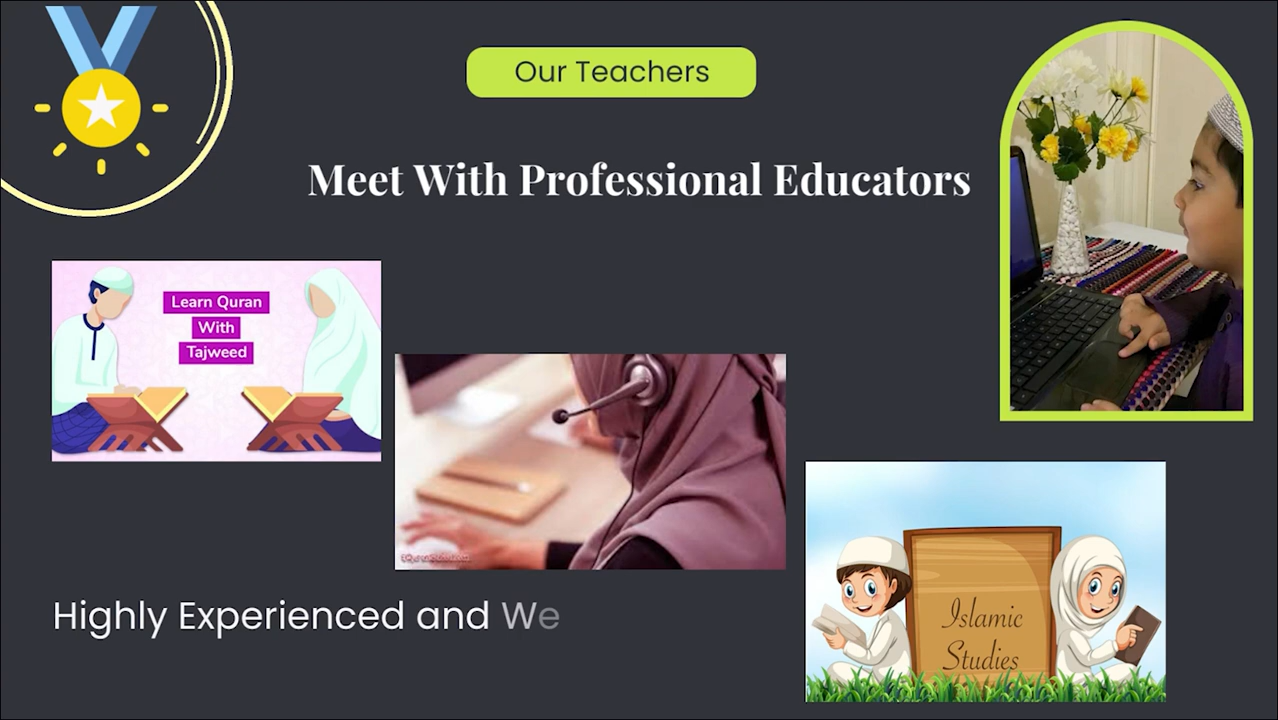 Our Teachers
Meet With Professional Educators
Learn Quran
With
Tajweed
Islamic
Studies
Highly Experienced and We